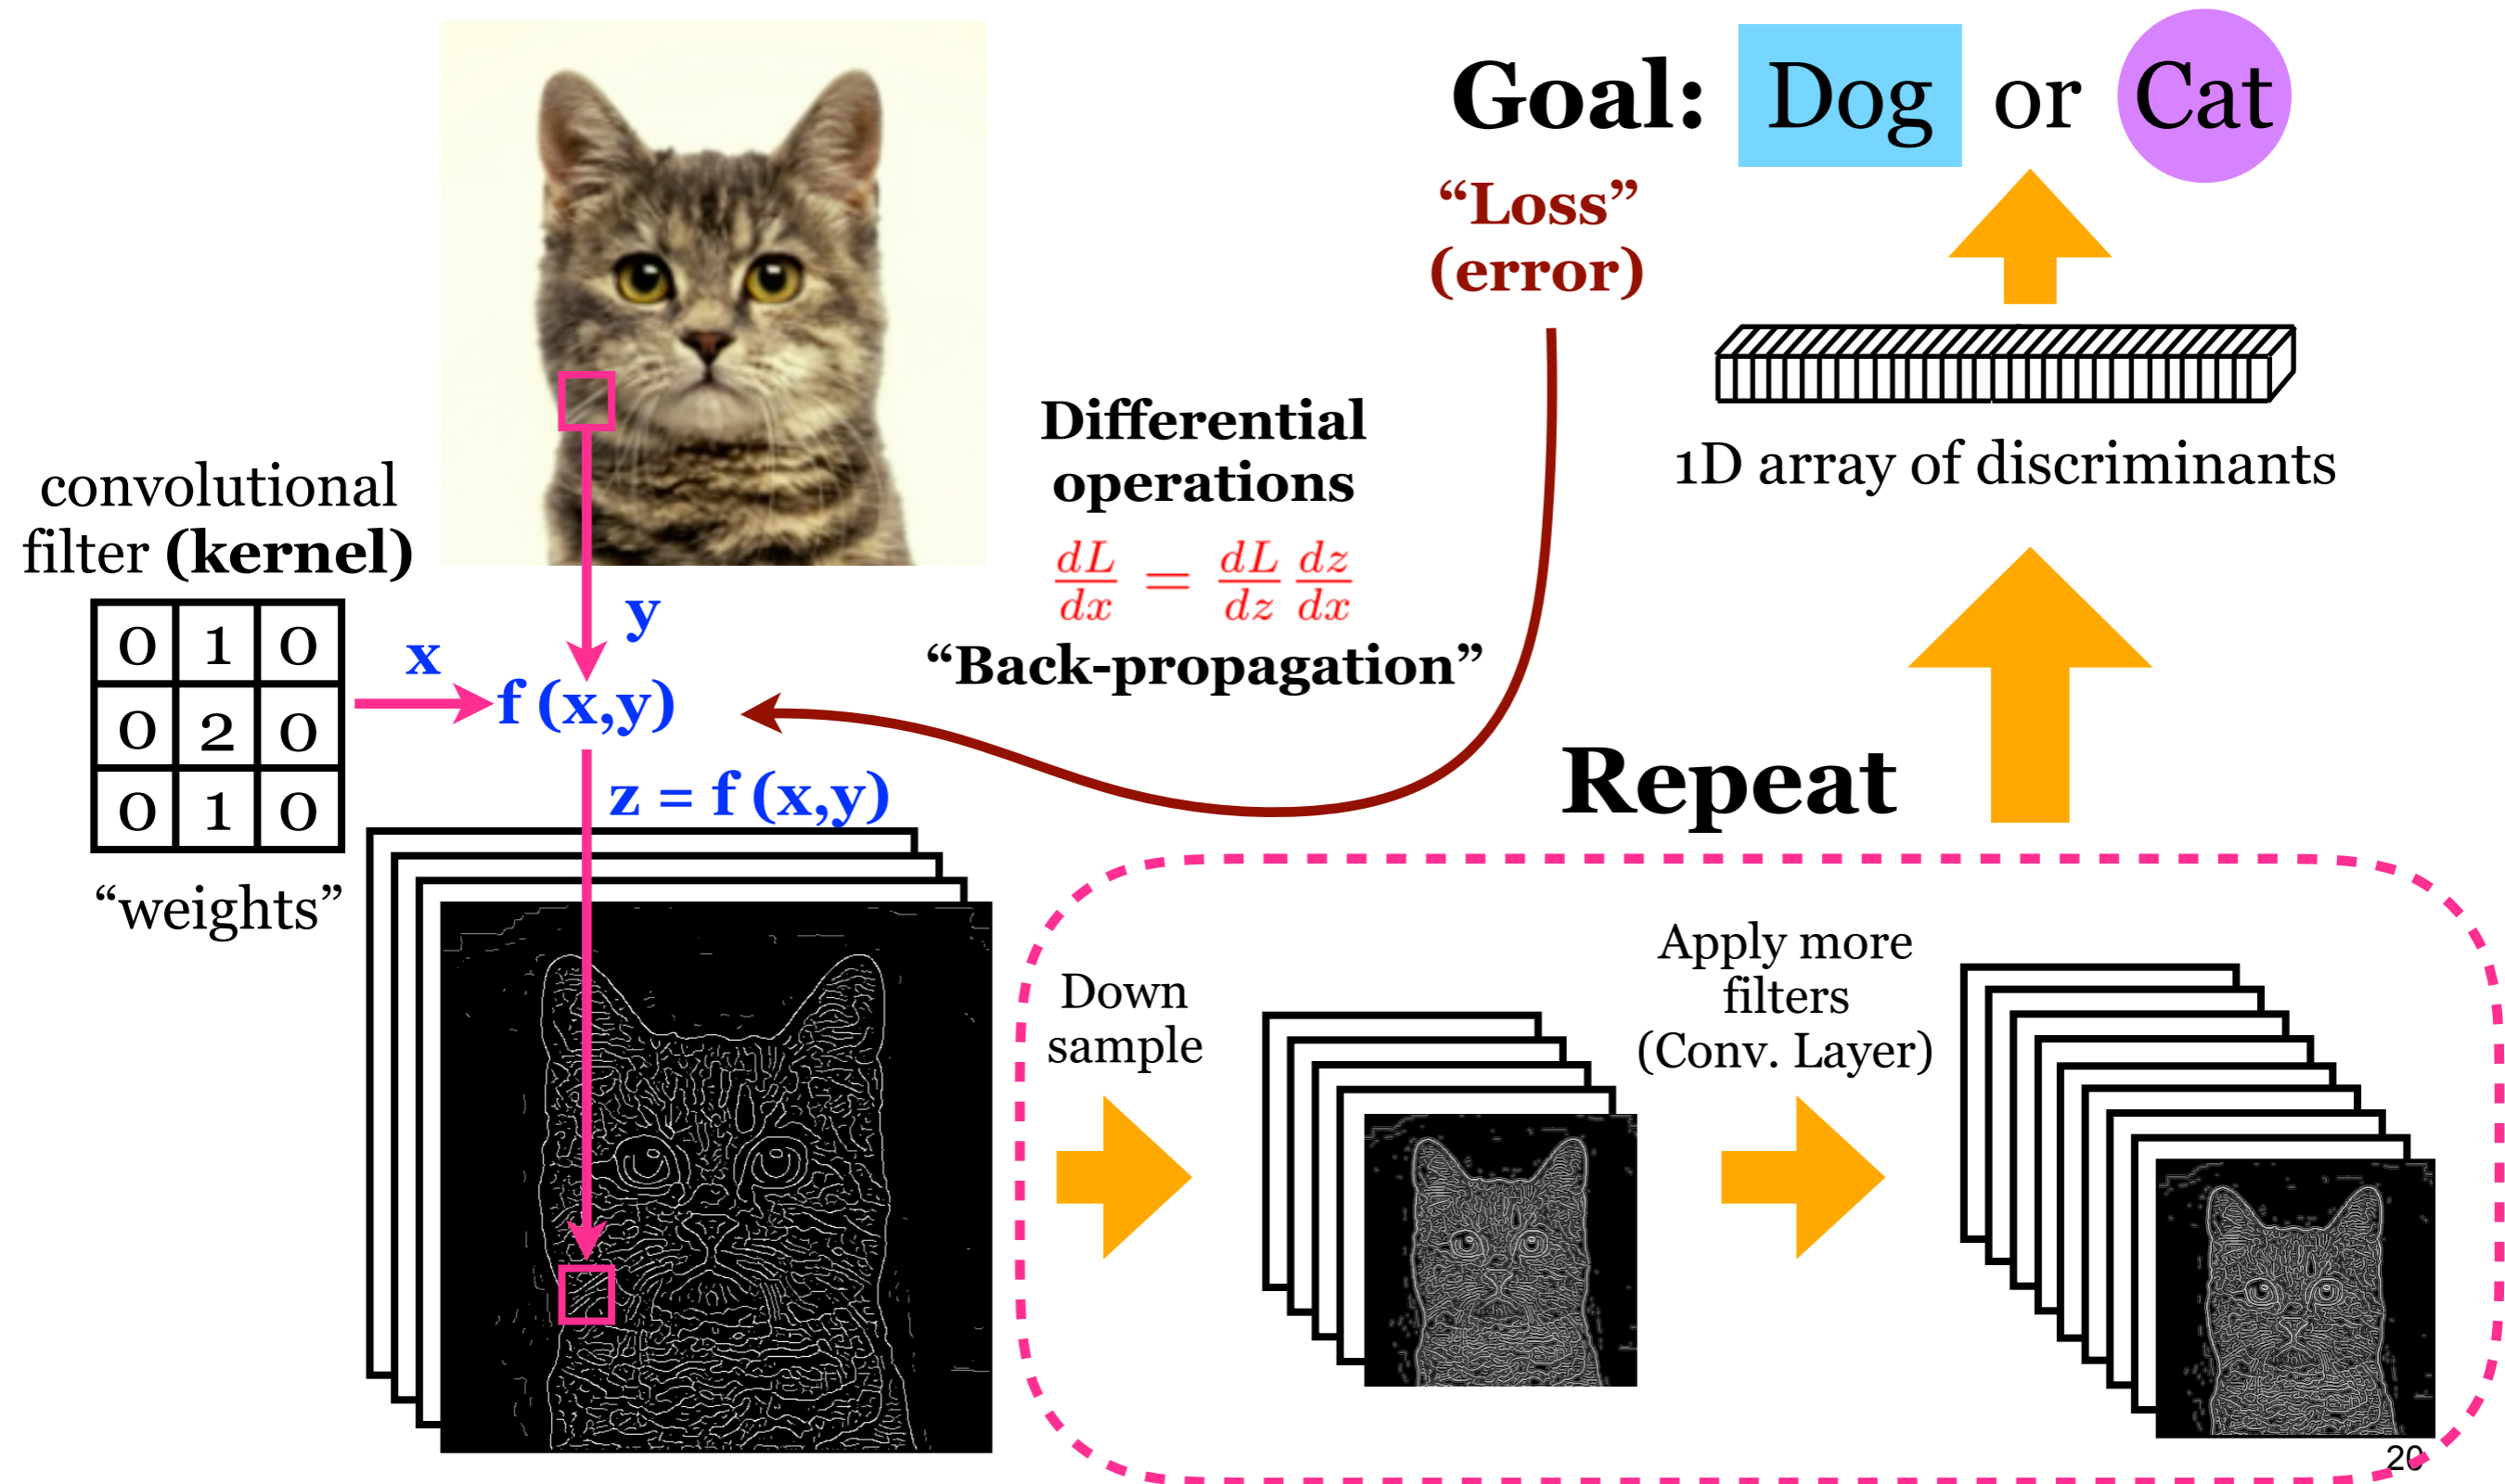 Goal: Dog or Cat
“Loss”
(error)
Differential
operations
dL/dx = dL/dz dz/dx
“Back-propagation”
1D array of discriminants
convolutional
filter (kernel)
0 1 0
0 2 0
0 1 0
“weights”
x
y
f (x,y)
z = f (x,y)
Repeat
Down
sample
Apply more
filters
(Conv. Layer)
20